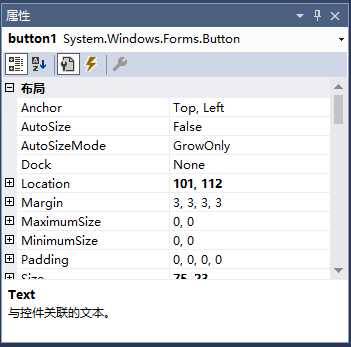 属性
button1 System.Windows.Forms.Button
布局
Anchor Top, Left
AutoSize False
AutoSizeMode GrowOnly
Dock None
Location 101, 112
Margin 3, 3, 3, 3
MaximumSize 0, 0
MinimumSize 0, 0
Padding 0, 0, 0, 0
Size 75, 23
Text
与控件关联的文本。